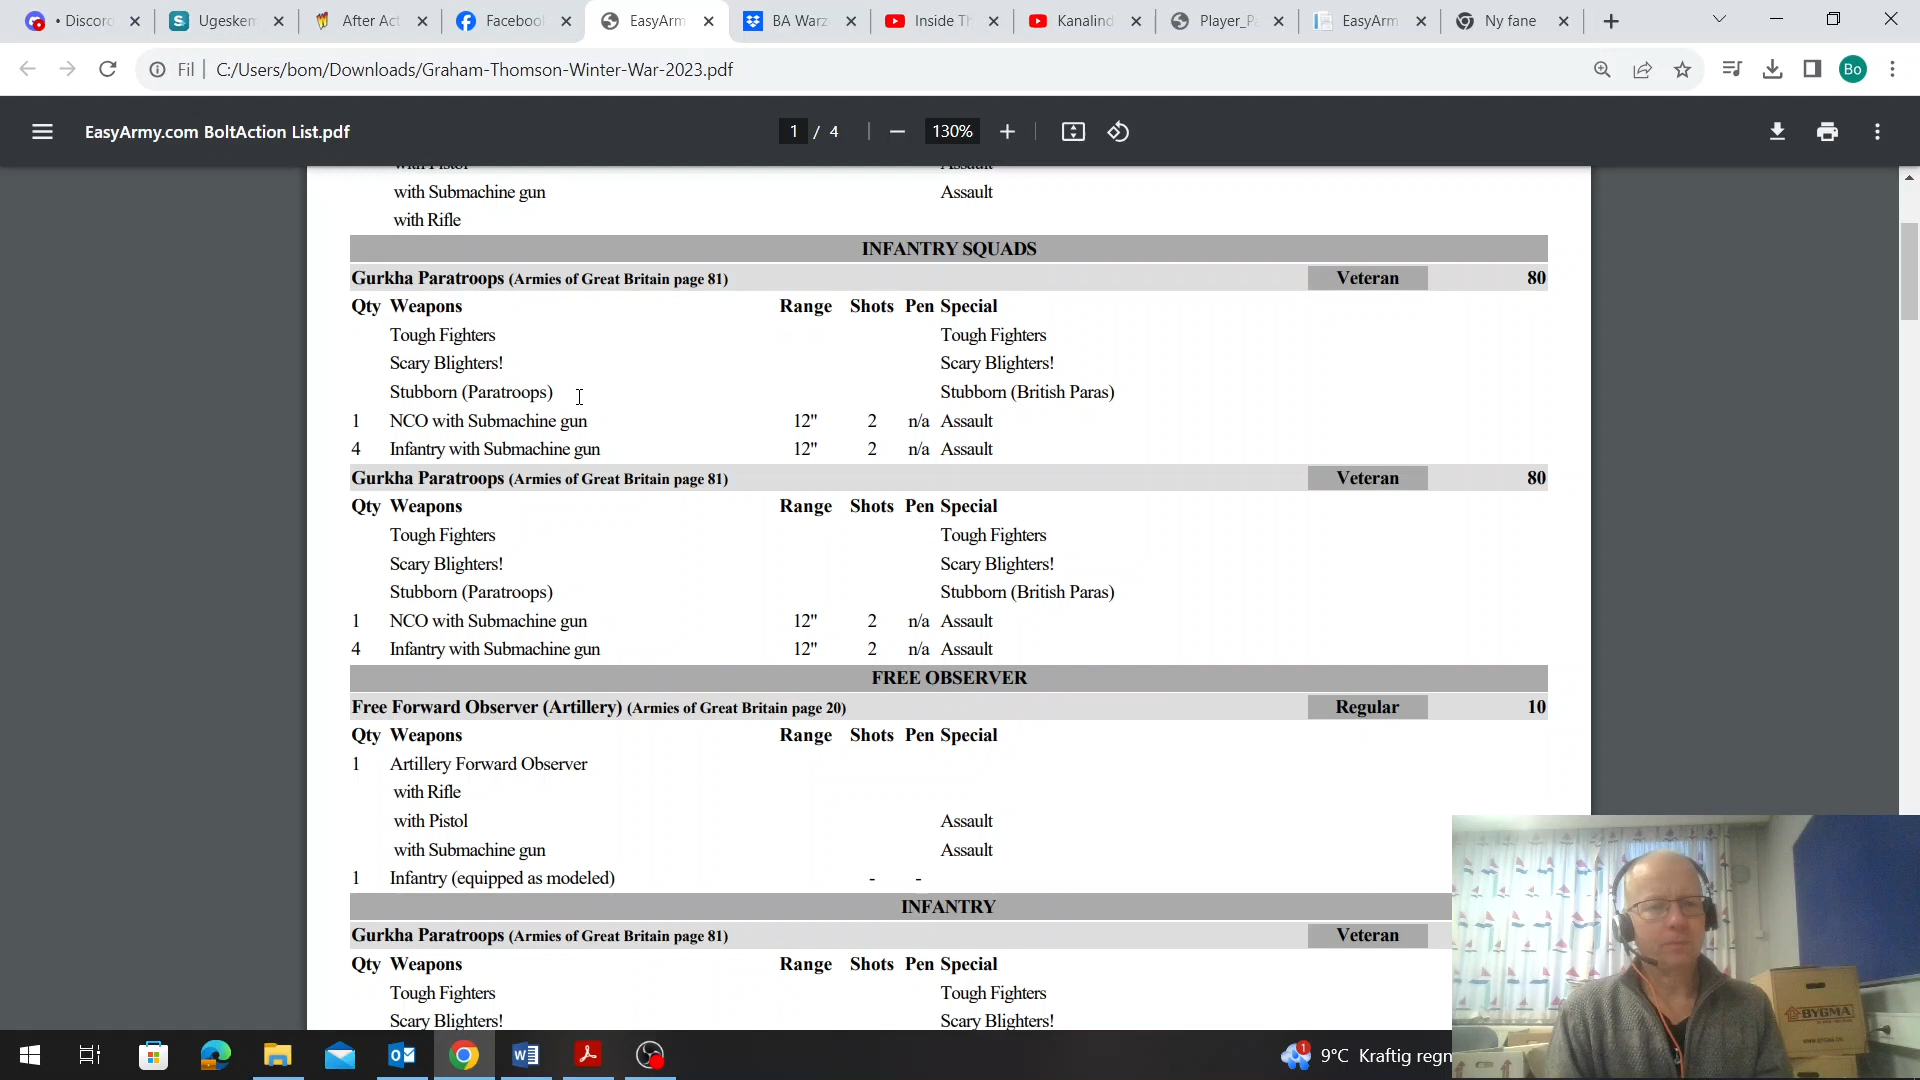 • Discord
Ugesken
After Act
Facebook
EasyArm
BA Warz
Inside Th
Kanalind
Player_Pa
EasyArm
Ny fane
Fil
C:/Users/bom/Downloads/Graham-Thomson-Winter-War-2023.pdf
Bo
EasyArmy.com BoltAction List.pdf
1 / 4
130%
with Pistol Assault
with Submachine gun Assault
with Rifle
INFANTRY SQUADS
Gurkha Paratroops (Armies of Great Britain page 81) Veteran 80
Qty Weapons Range Shots Pen Special
Tough Fighters Tough Fighters
Scary Blighters! Scary Blighters!
Stubborn (Paratroops) Stubborn (British Paras)
1 NCO with Submachine gun 12" 2 n/a Assault
4 Infantry with Submachine gun 12" 2 n/a Assault
Gurkha Paratroops (Armies of Great Britain page 81) Veteran 80
Qty Weapons Range Shots Pen Special
Tough Fighters Tough Fighters
Scary Blighters! Scary Blighters!
Stubborn (Paratroops) Stubborn (British Paras)
1 NCO with Submachine gun 12" 2 n/a Assault
4 Infantry with Submachine gun 12" 2 n/a Assault
FREE OBSERVER
Free Forward Observer (Artillery) (Armies of Great Britain page 20) Regular 10
Qty Weapons Range Shots Pen Special
1 Artillery Forward Observer
with Rifle
with Pistol Assault
with Submachine gun Assault
1 Infantry (equipped as modeled) - -
INFANTRY
Gurkha Paratroops (Armies of Great Britain page 81) Veteran
Qty Weapons Range Shots Pen Special
Tough Fighters Tough Fighters
Scary Blighters! Scary Blighters!
BYGMA
1
9°C Kraftig regn